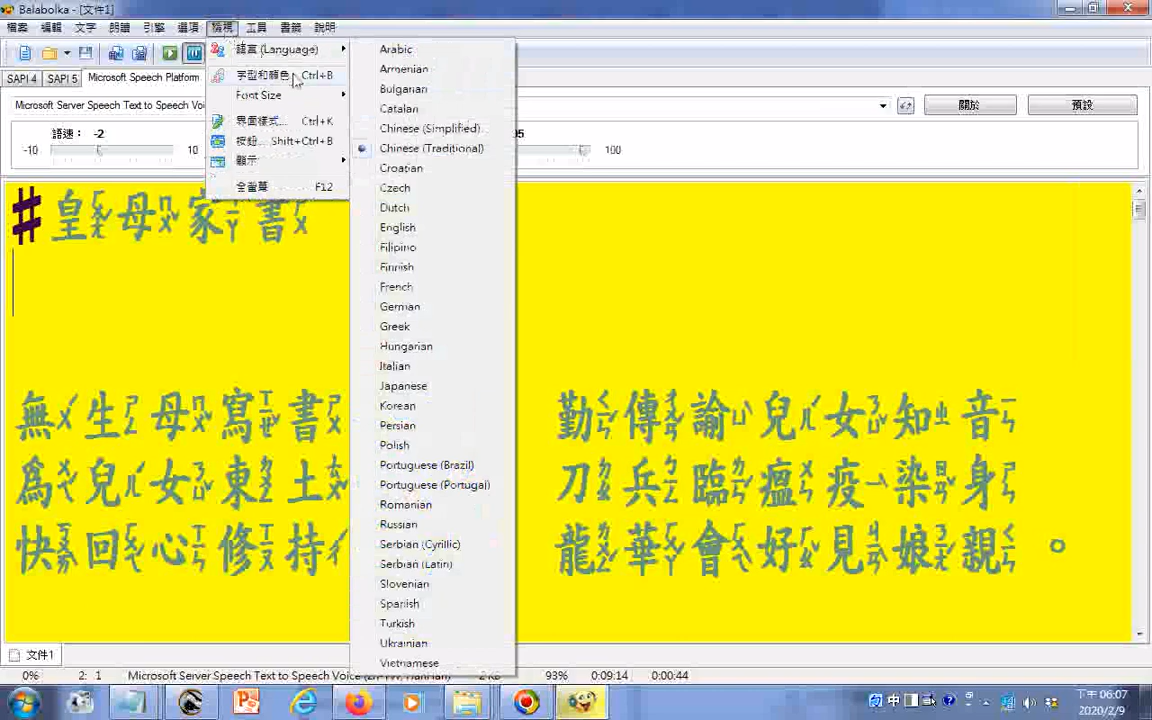 Balabolka - [文件1]
檔案 編輯 文字 朗讀 引擎 選項 檢視 工具 書籤 說明
SAPI 4 SAPI 5 Microsoft Speech Platform
Microsoft Server Speech Text to Speech Voi
關於 預設
語速： -2
95
-10 10 100
語言 (Language)
字型和顏色 Ctrl+B
Font Size
界面樣式... Ctrl+K
按鈕... Shift+Ctrl+B
顯示
全螢幕 F12
Arabic
Armenian
Bulgarian
Catalan
Chinese (Simplified)
Chinese (Traditional)
Croatian
Czech
Dutch
English
Filipino
Finnish
French
German
Greek
Hungarian
Italian
Japanese
Korean
Persian
Polish
Portuguese (Brazil)
Portuguese (Portugal)
Romanian
Russian
Serbian (Cyrillic)
Serbian (Latin)
Slovenian
Spanish
Turkish
Ukrainian
Vietnamese
#皇母家書
無生母寫書 勤傳諭兒女知音
為兒女東土 刀兵臨瘟疫染身
快回心修持 龍華會好見娘親。
文件1
0% 2: 1 Microsoft Server Speech Text to Speech Voice (zh-TW, HanHan) 2 KB 93% 0:09:14 0:00:44
中
下午 06:07
2020/2/9